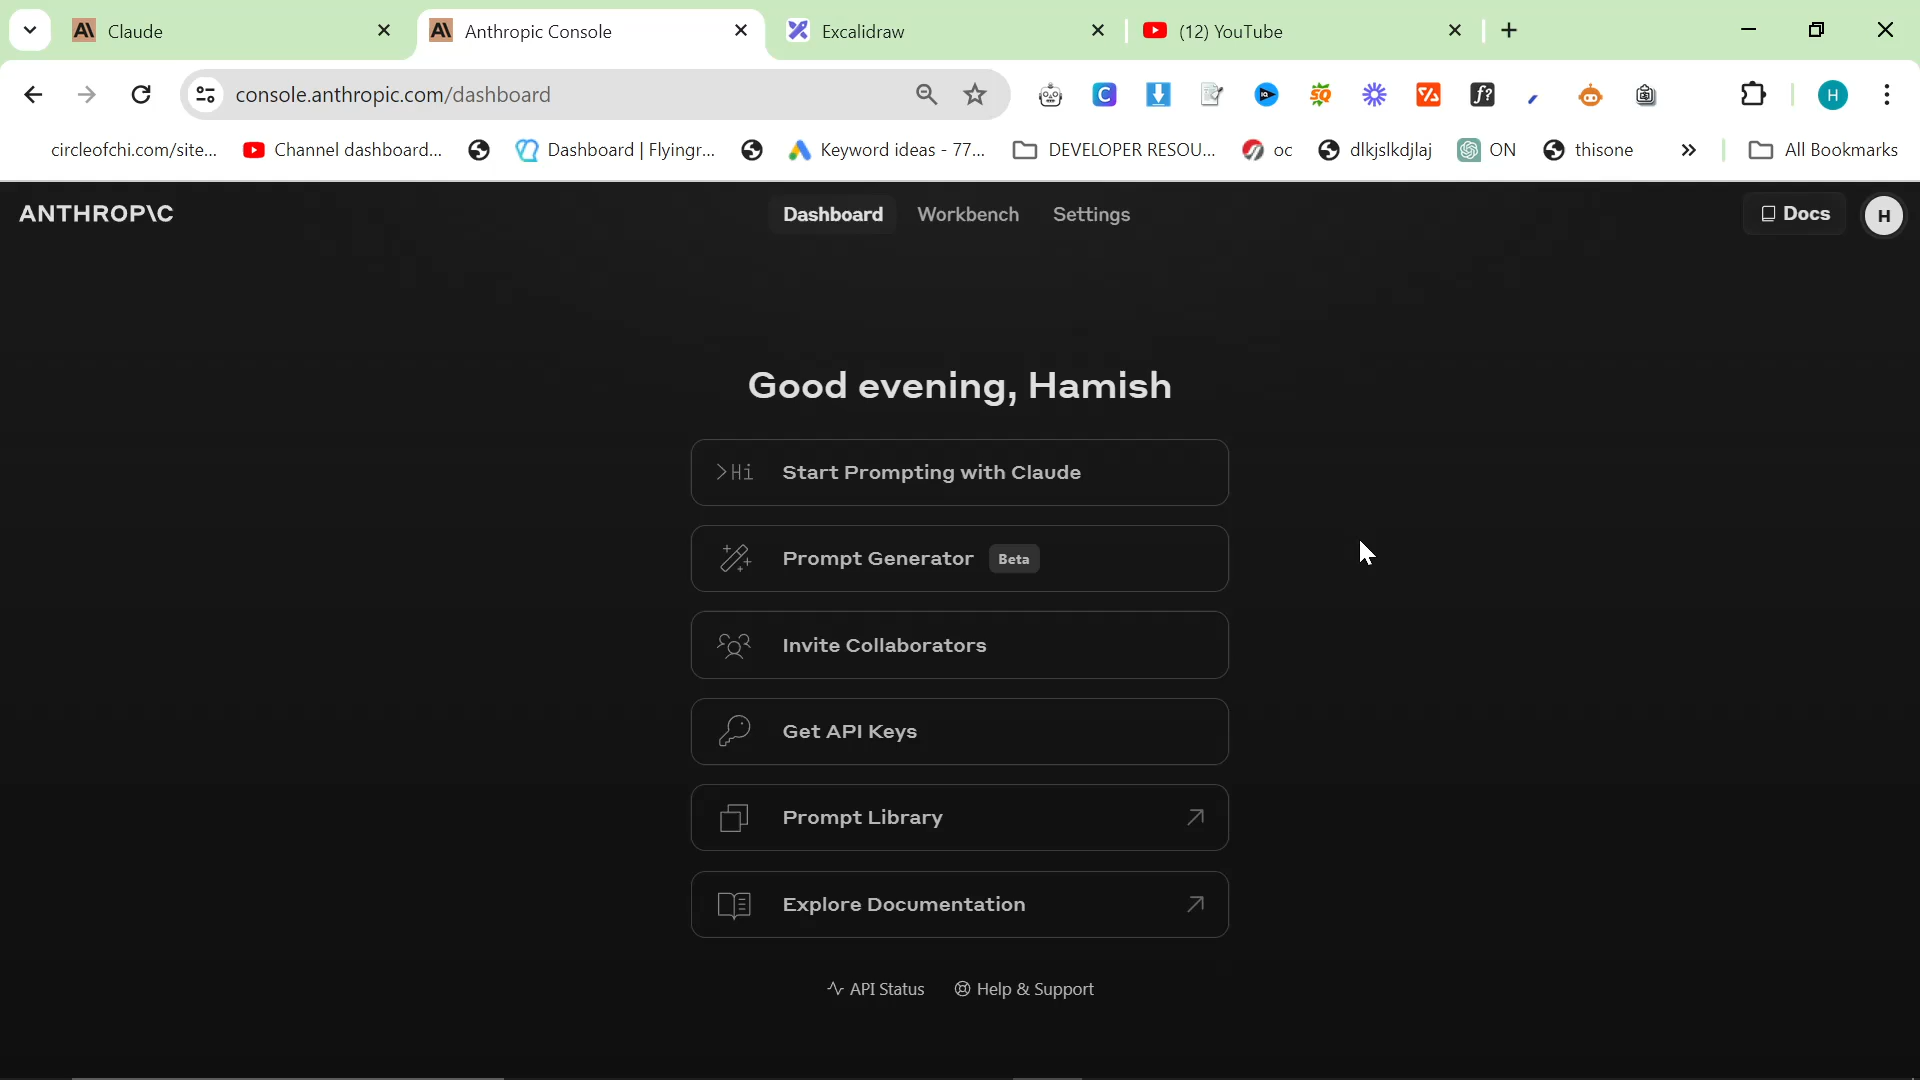 Claude
Anthropic Console
Excalidraw
(12) YouTube
console.anthropic.com/dashboard
H
circleofchi.com/site...
Channel dashboard...
Dashboard | Flyingr...
Keyword ideas - 77...
DEVELOPER RESOU...
oc
dlkjslkdjlaj
ON
thisone
All Bookmarks
ANTHROP\C
Dashboard
Workbench
Settings
Docs
H
Good evening, Hamish
>Hi Start Prompting with Claude
Prompt Generator Beta
Invite Collaborators
Get API Keys
Prompt Library
Explore Documentation
API Status
Help & Support